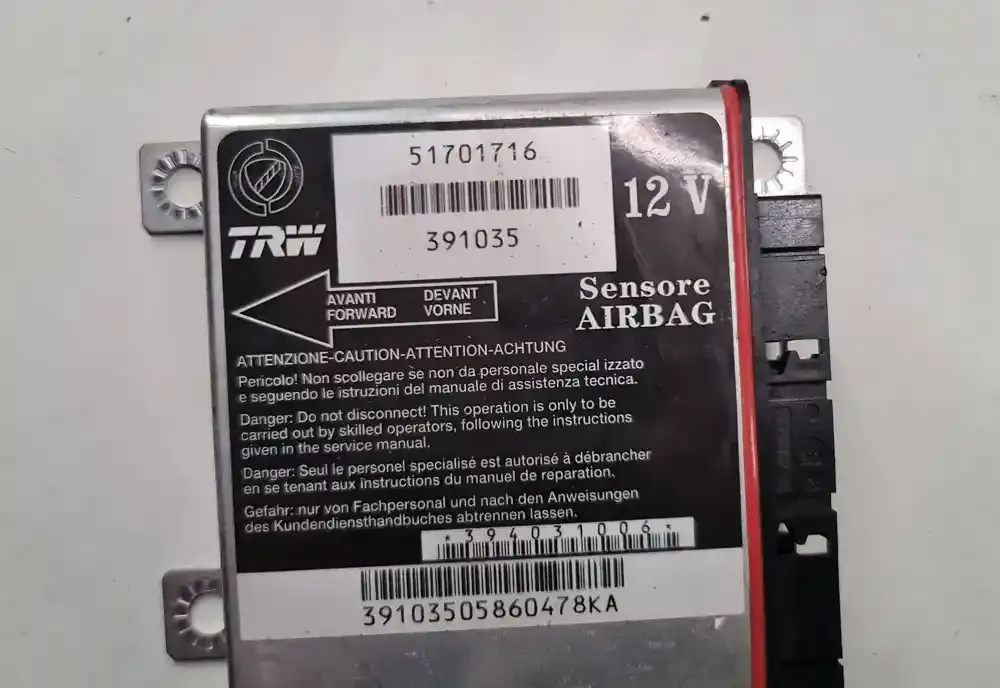 51701716
391035
12 V
TRW
AVANTI DEVANT
FORWARD VORNE
Sensore
AIRBAG
ATTENZIONE-CAUTION-ATTENTION-ACHTUNG
Pericolo! Non scollegare se non da personale special izzato
e seguendo le istruzioni del manuale di assistenza tecnica.
Danger: Do not disconnect! This operation is only to be
carried out by skilled operators, following the instructions
given in the service manual.
Danger: Seul le personel specialisé est autorisé à débrancher
en se tenant aux instructions du manuel de reparation.
Gefahr: nur von Fachpersonal und nach den Anweisungen
des Kundendiensthandbuches abtrennen lassen.
*394031006*
39103505860478KA